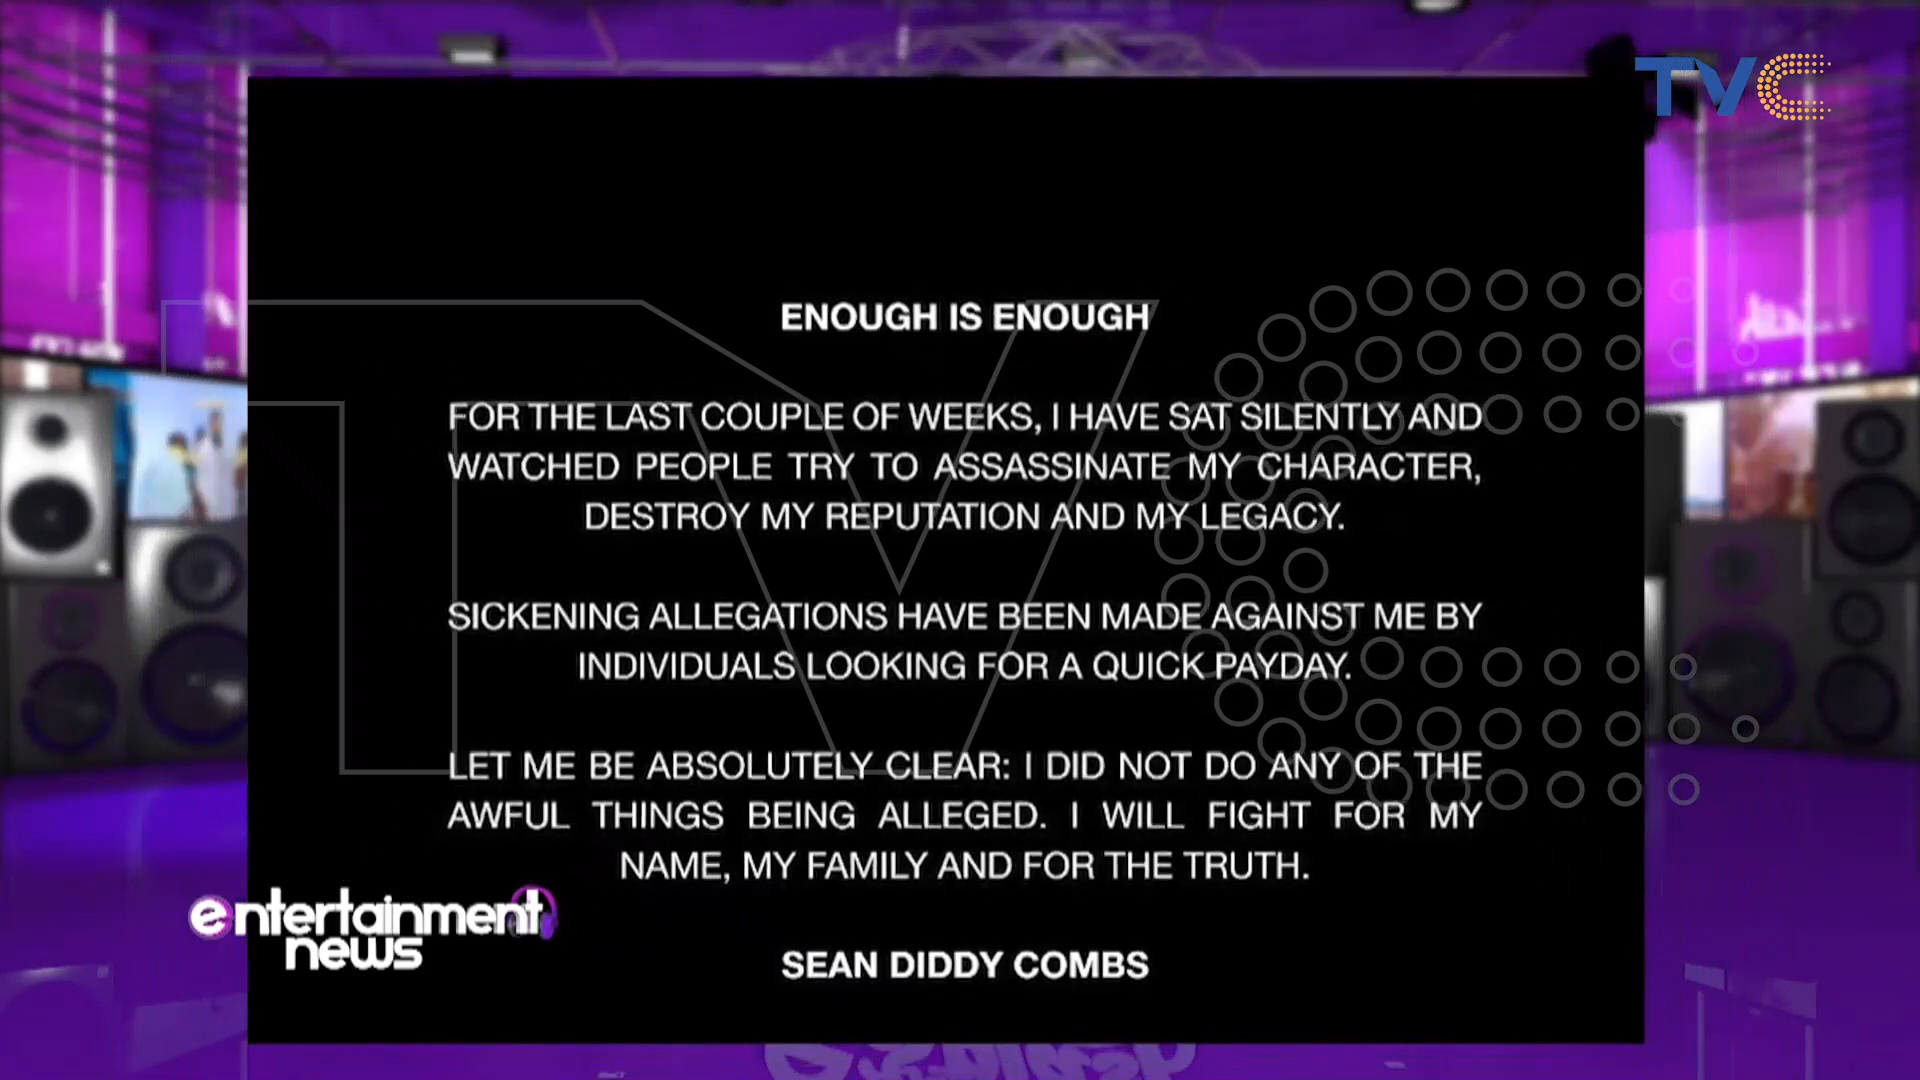 TVC
ENOUGH IS ENOUGH
FOR THE LAST COUPLE OF WEEKS, I HAVE SAT SILENTLY AND
WATCHED PEOPLE TRY TO ASSASSINATE MY CHARACTER,
DESTROY MY REPUTATION AND MY LEGACY.
SICKENING ALLEGATIONS HAVE BEEN MADE AGAINST ME BY
INDIVIDUALS LOOKING FOR A QUICK PAYDAY.
LET ME BE ABSOLUTELY CLEAR: I DID NOT DO ANY OF THE
AWFUL THINGS BEING ALLEGED. I WILL FIGHT FOR MY
NAME, MY FAMILY AND FOR THE TRUTH.
SEAN DIDDY COMBS
entertainment
news
TVC